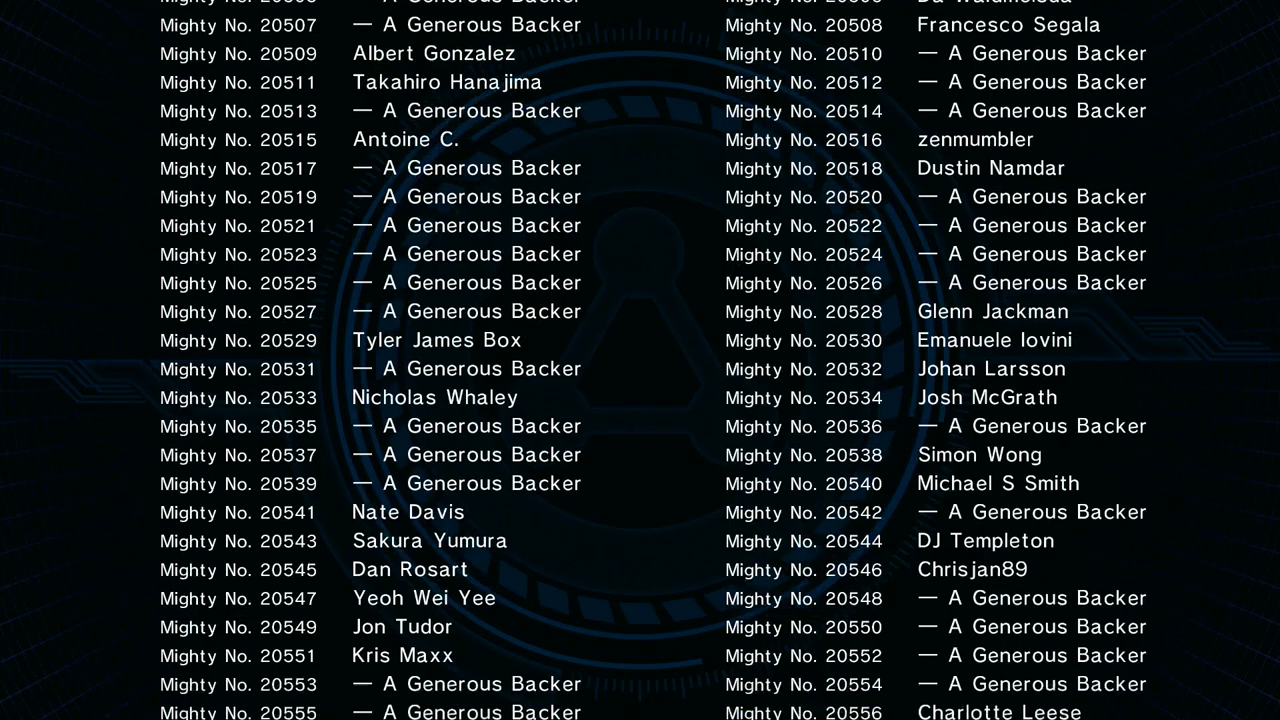 Mighty No. 20507 — A Generous Backer Mighty No. 20508 Francesco Segala
Mighty No. 20509 Albert Gonzalez Mighty No. 20510 — A Generous Backer
Mighty No. 20511 Takahiro Hanajima Mighty No. 20512 — A Generous Backer
Mighty No. 20513 — A Generous Backer Mighty No. 20514 — A Generous Backer
Mighty No. 20515 Antoine C. Mighty No. 20516 zenmumbler
Mighty No. 20517 — A Generous Backer Mighty No. 20518 Dustin Namdar
Mighty No. 20519 — A Generous Backer Mighty No. 20520 — A Generous Backer
Mighty No. 20521 — A Generous Backer Mighty No. 20522 — A Generous Backer
Mighty No. 20523 — A Generous Backer Mighty No. 20524 — A Generous Backer
Mighty No. 20525 — A Generous Backer Mighty No. 20526 — A Generous Backer
Mighty No. 20527 — A Generous Backer Mighty No. 20528 Glenn Jackman
Mighty No. 20529 Tyler James Box Mighty No. 20530 Emanuele Iovini
Mighty No. 20531 — A Generous Backer Mighty No. 20532 Johan Larsson
Mighty No. 20533 Nicholas Whaley Mighty No. 20534 Josh McGrath
Mighty No. 20535 — A Generous Backer Mighty No. 20536 — A Generous Backer
Mighty No. 20537 — A Generous Backer Mighty No. 20538 Simon Wong
Mighty No. 20539 — A Generous Backer Mighty No. 20540 Michael S Smith
Mighty No. 20541 Nate Davis Mighty No. 20542 — A Generous Backer
Mighty No. 20543 Sakura Yumura Mighty No. 20544 DJ Templeton
Mighty No. 20545 Dan Rosart Mighty No. 20546 Chrisjan89
Mighty No. 20547 Yeoh Wei Yee Mighty No. 20548 — A Generous Backer
Mighty No. 20549 Jon Tudor Mighty No. 20550 — A Generous Backer
Mighty No. 20551 Kris Maxx Mighty No. 20552 — A Generous Backer
Mighty No. 20553 — A Generous Backer Mighty No. 20554 — A Generous Backer
Mighty No. 20555 — A Generous Backer Mighty No. 20556 Charlotte Leese